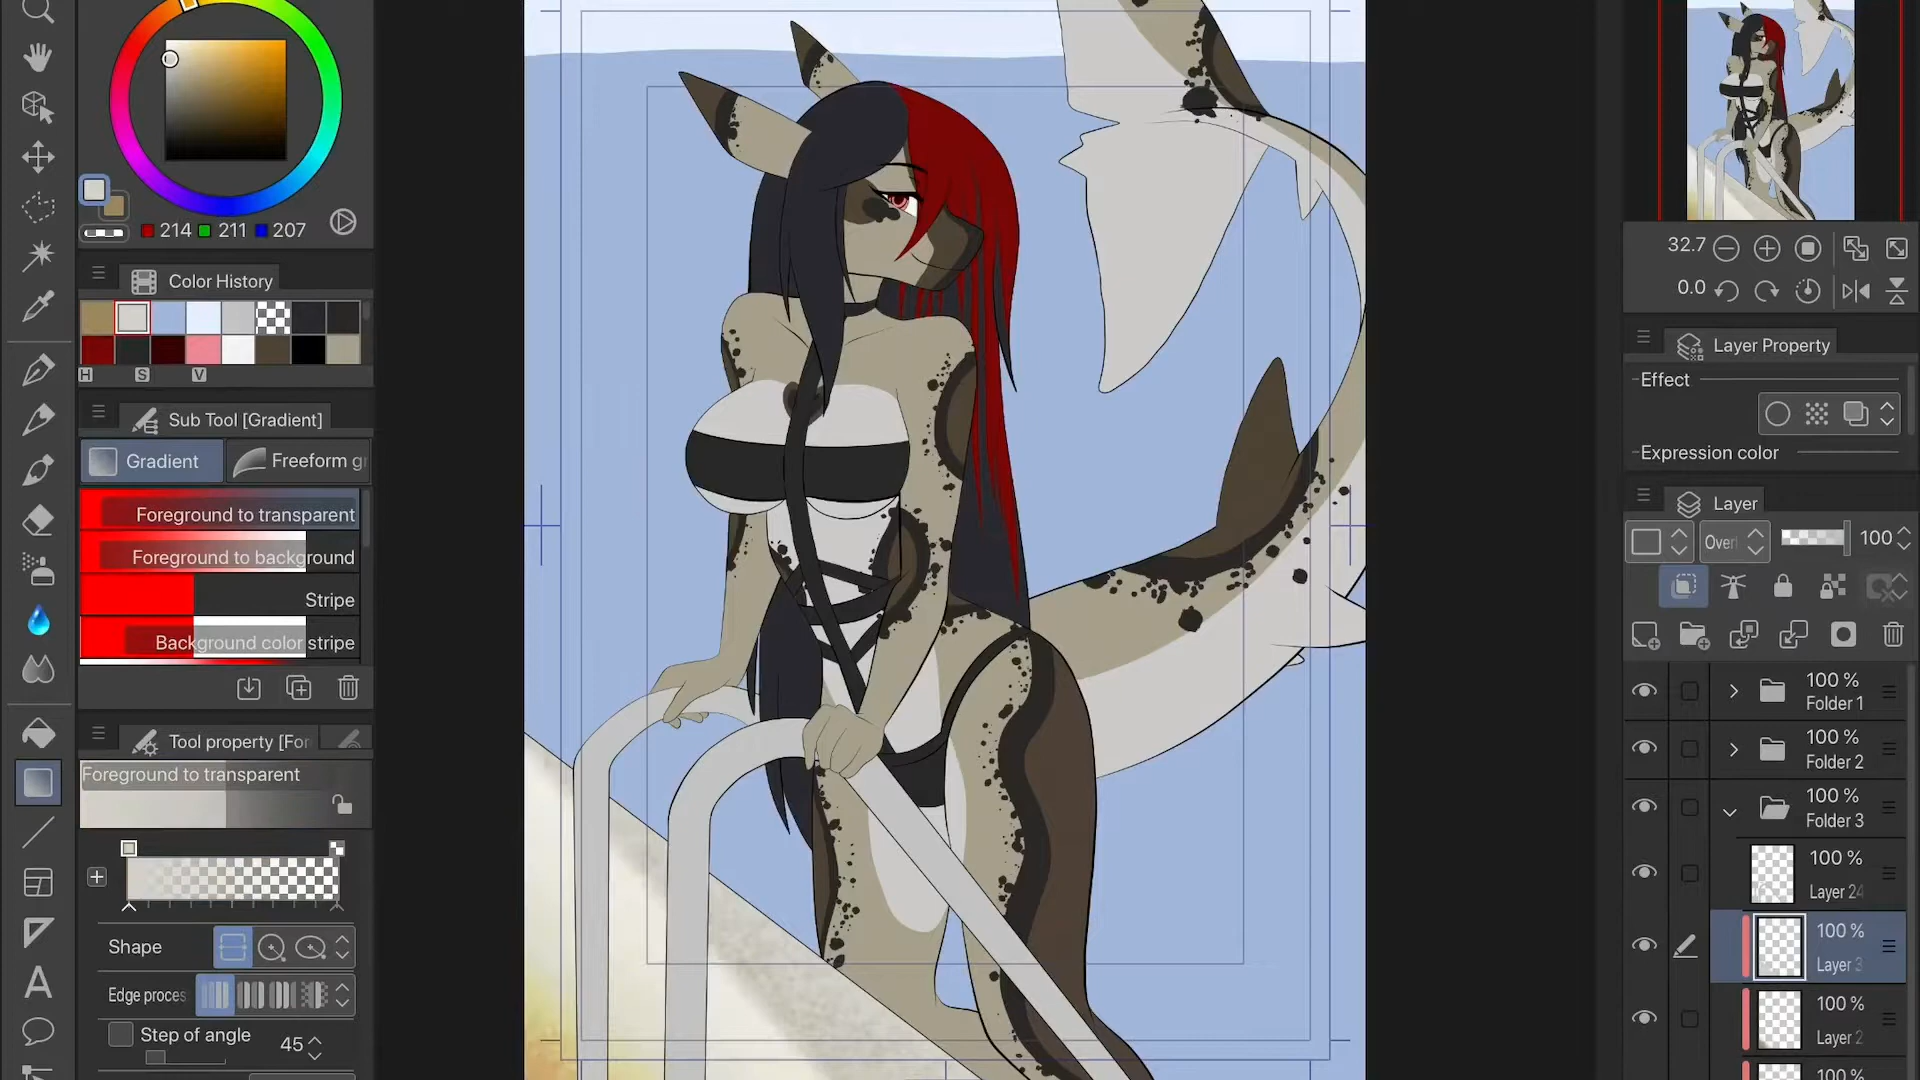 214 211 207
Color History
H S V
Sub Tool [Gradient]
Gradient
Freeform gr
Foreground to transparent
Foreground to background
Stripe
Background color stripe
Tool property [For
Foreground to transparent
Shape
Edge proces
Step of angle 45
32.7
0.0
Layer Property
Effect
Expression color
Layer
Over 100
100 %
Folder 1
100 %
Folder 2
100 %
Folder 3
100 %
Layer 24
100 %
Layer 3
100 %
Layer 2
100 %